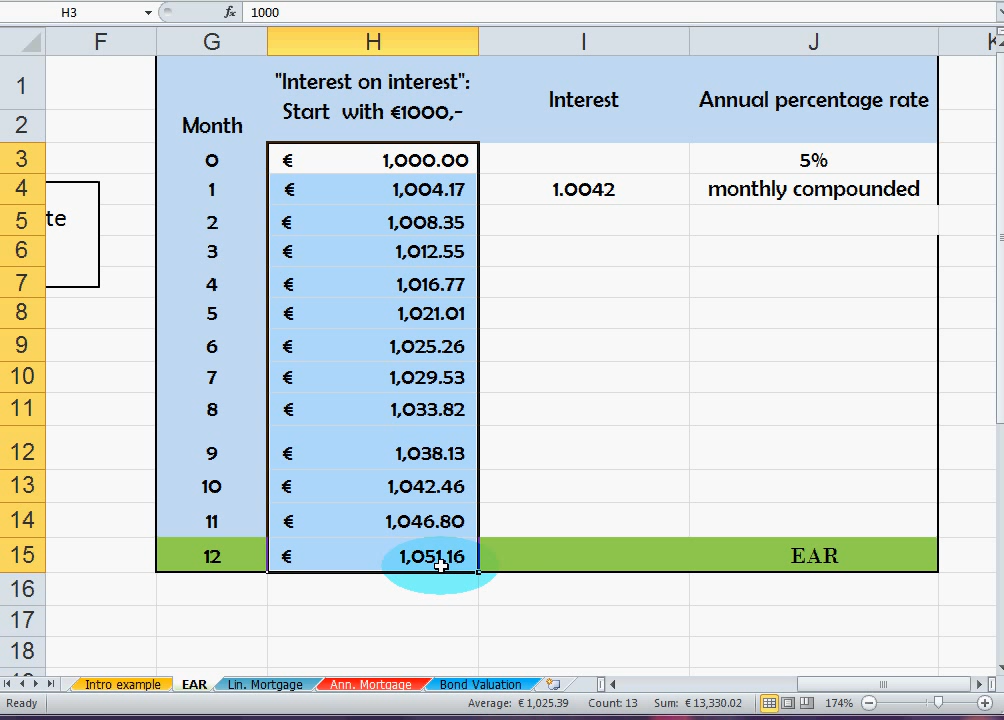 H3 fx 1000
F G H I J K
1 "Interest on interest": Interest Annual percentage rate
2 Month Start with €1000,-
3 0 € 1,000.00 5%
4 1 € 1,004.17 1.0042 monthly compounded
5 te 2 € 1,008.35
6 3 € 1,012.55
7 4 € 1,016.77
8 5 € 1,021.01
9 6 € 1,025.26
10 7 € 1,029.53
11 8 € 1,033.82
12 9 € 1,038.13
13 10 € 1,042.46
14 11 € 1,046.80
15 12 € 1,051.16 EAR
16
17
18
Intro example EAR Lin. Mortgage Ann. Mortgage Bond Valuation
Ready Average: € 1,025.39 Count: 13 Sum: € 13,330.02 174%